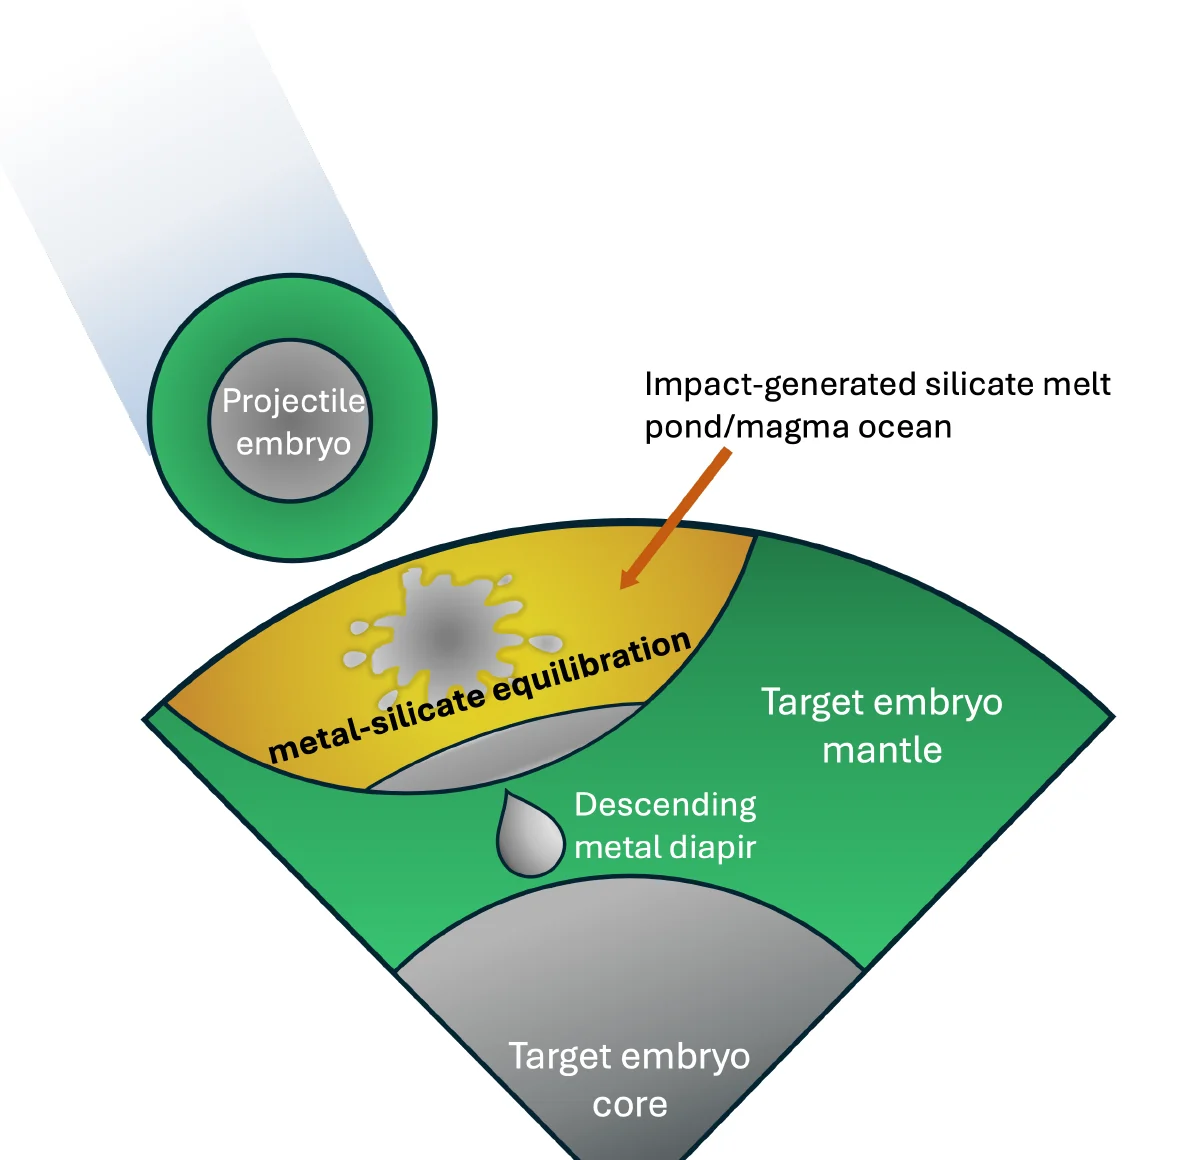 Projectile
embryo
Impact-generated silicate melt
pond/magma ocean
metal-silicate equilibration
Target embryo
mantle
Descending
metal diapir
Target embryo
core